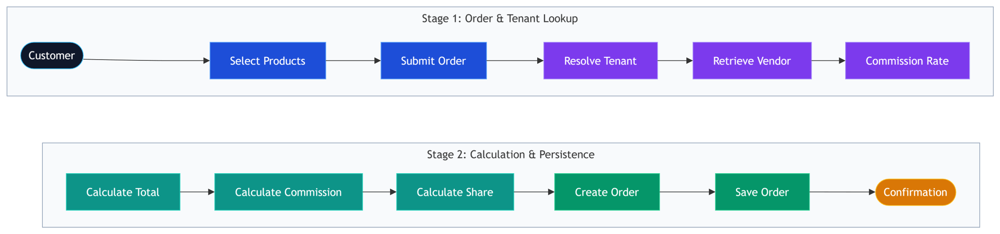 Stage 1: Order & Tenant Lookup
Customer
Select Products
Submit Order
Resolve Tenant
Retrieve Vendor
Commission Rate
Stage 2: Calculation & Persistence
Calculate Total
Calculate Commission
Calculate Share
Create Order
Save Order
Confirmation